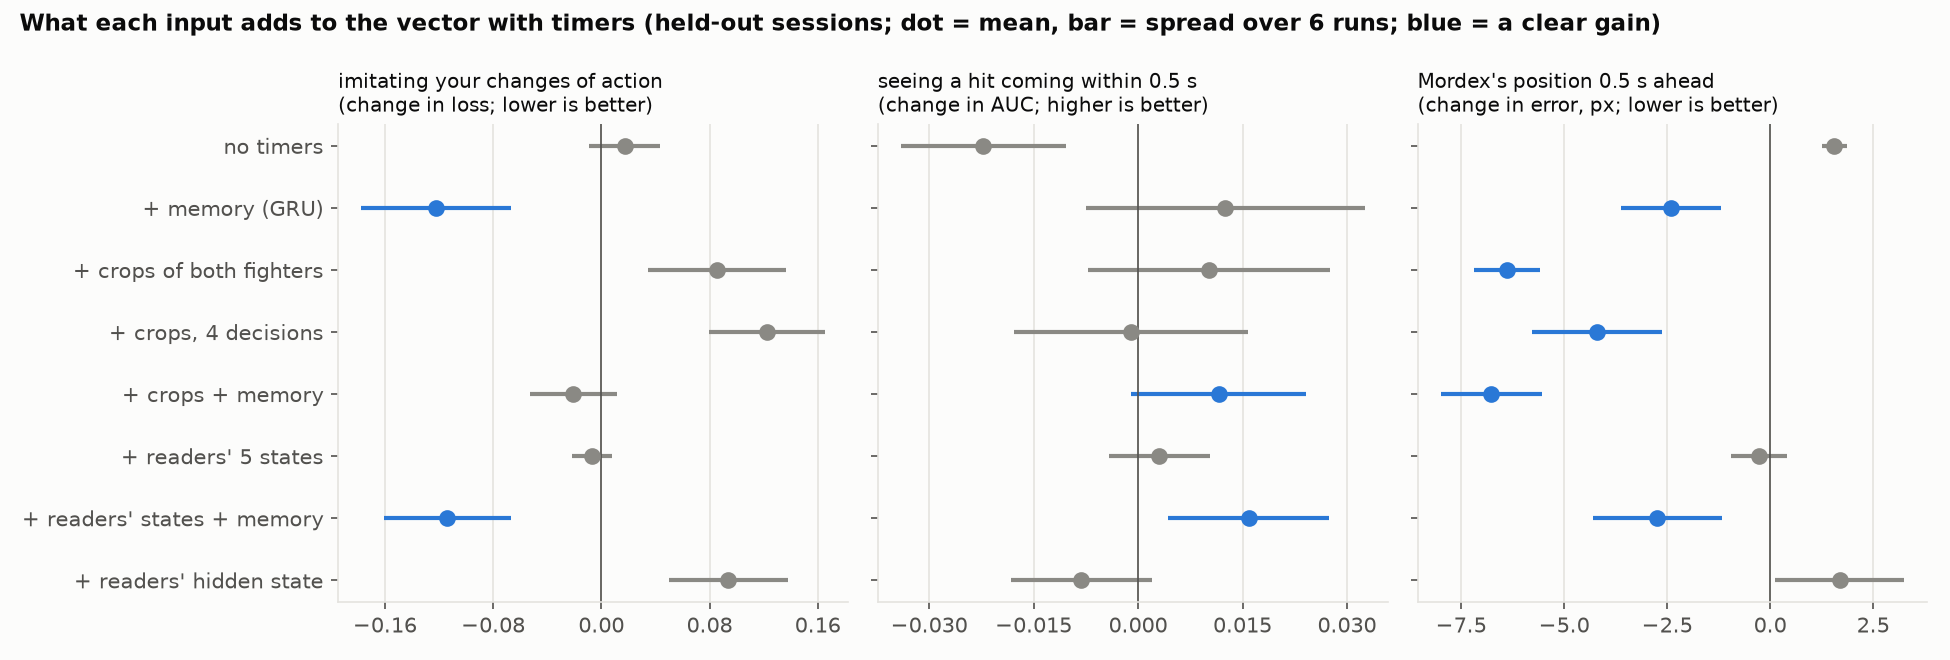 What each input adds to the vector with timers (held-out sessions; dot = mean, bar = spread over 6 runs; blue = a clear gain)
imitating your changes of action
(change in loss; lower is better)
seeing a hit coming within 0.5 s
(change in AUC; higher is better)
Mordex's position 0.5 s ahead
(change in error, px; lower is better)
no timers
+ memory (GRU)
+ crops of both fighters
+ crops, 4 decisions
+ crops + memory
+ readers' 5 states
+ readers' states + memory
+ readers' hidden state
−0.16 −0.08 0.00 0.08 0.16
−0.030 −0.015 0.000 0.015 0.030
−7.5 −5.0 −2.5 0.0 2.5